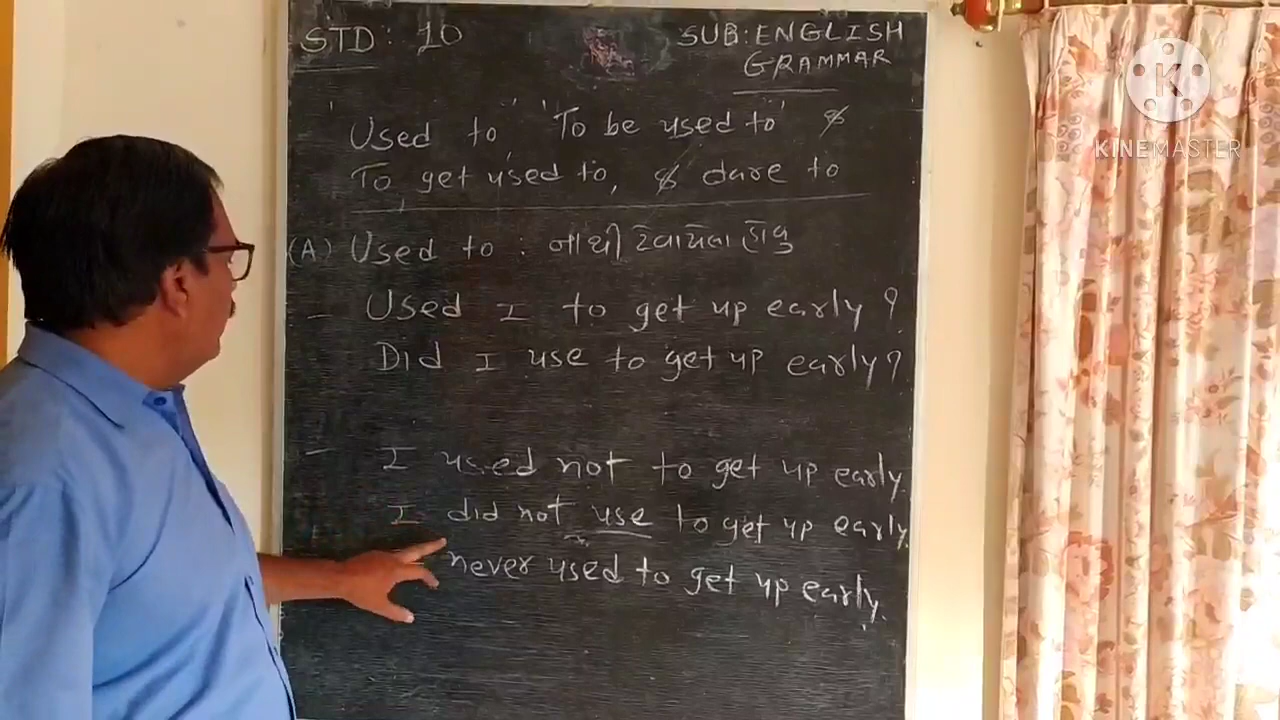 STD: 10
SUB: ENGLISH
GRAMMAR
'Used to', 'To be used to'
To get used to, & dare to
(A) Used to :
- Used I to get up early?
Did I use to get up early?
- I used not to get up early.
I did not use to get up early.
never used to get up early.
K
KINEMASTER